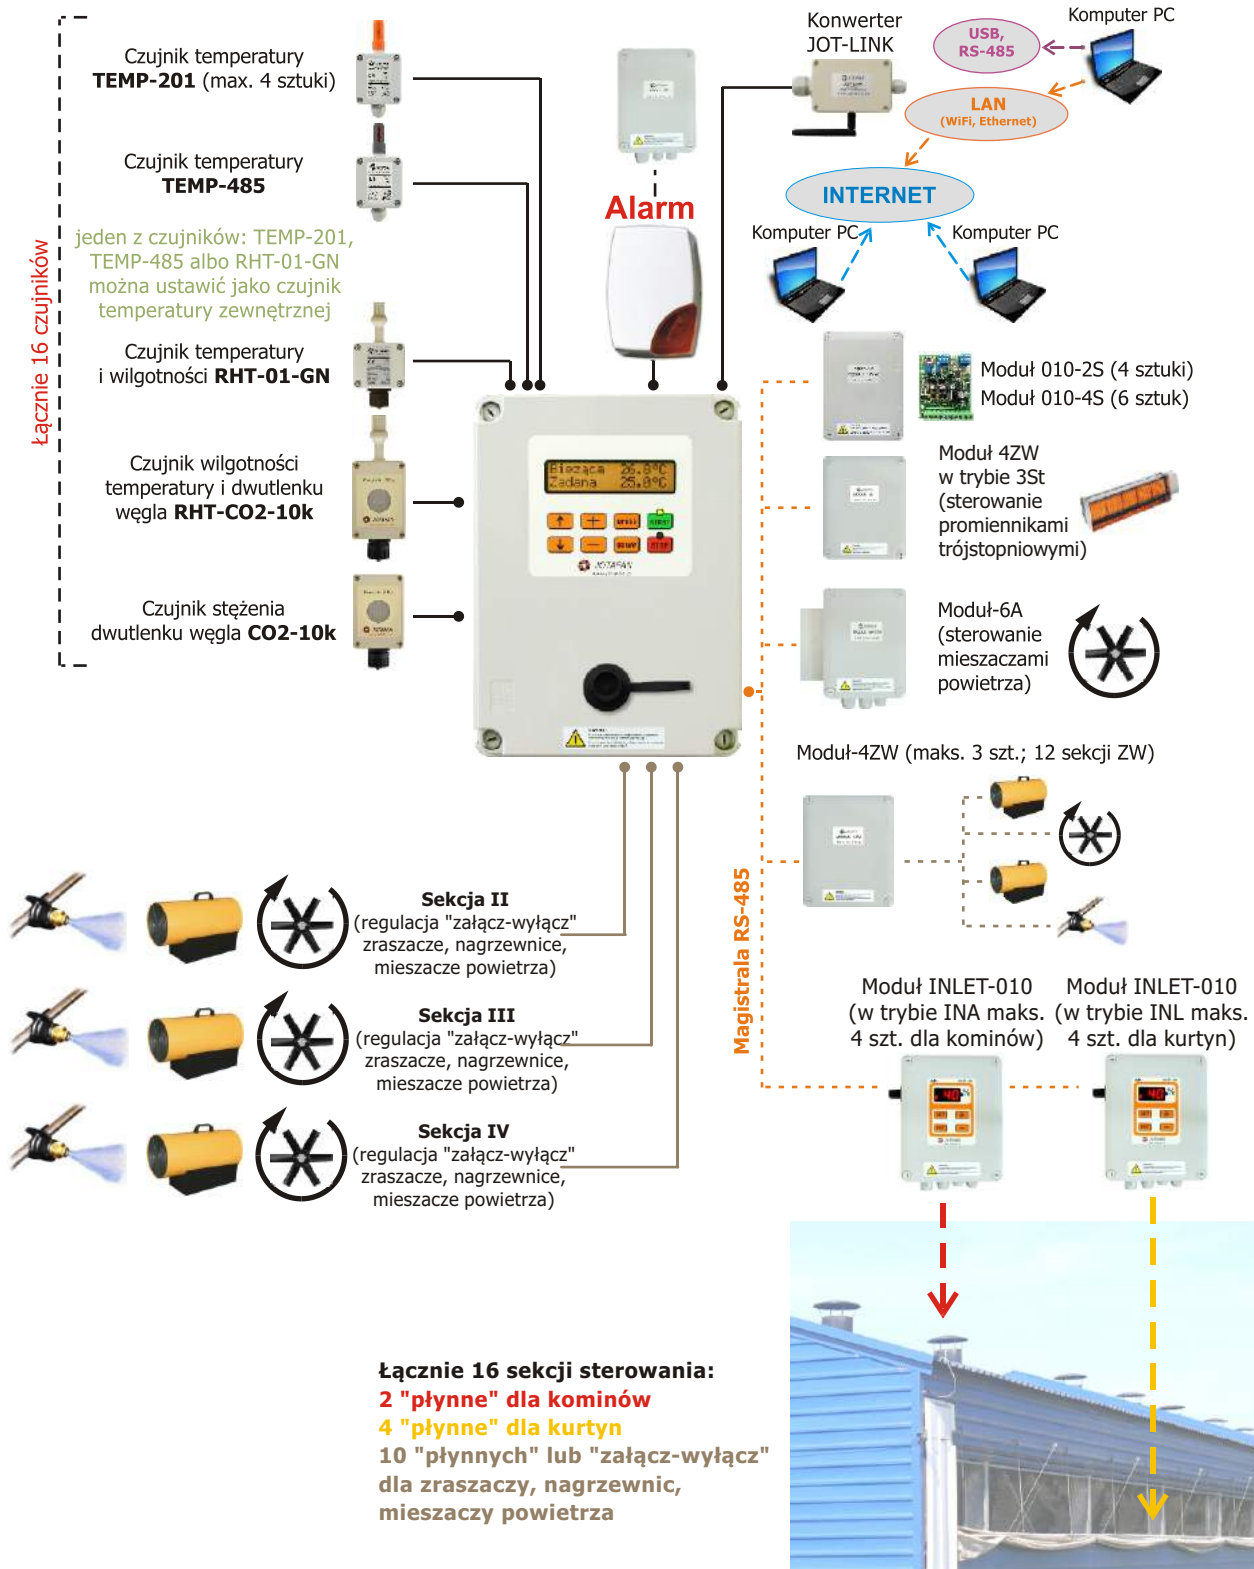 Łącznie 16 czujników
Czujnik temperatury
TEMP-201 (max. 4 sztuki)
Czujnik temperatury
TEMP-485
jeden z czujników: TEMP-201,
TEMP-485 albo RHT-01-GN
można ustawić jako czujnik
temperatury zewnętrznej
Czujnik temperatury
i wilgotności RHT-01-GN
Czujnik wilgotności
temperatury i dwutlenku
węgla RHT-CO2-10k
Czujnik stężenia
dwutlenku węgla CO2-10k
Alarm
Konwerter
JOT-LINK
USB,
RS-485
Komputer PC
LAN
(WiFi, Ethernet)
INTERNET
Komputer PC
Komputer PC
Bieżąca 26.8°C
Zadana 25.0°C
START
STOP
JOTAFAN
Moduł 010-2S (4 sztuki)
Moduł 010-4S (6 sztuk)
Moduł 4ZW
w trybie 3St
(sterowanie
promiennikami
trójstopniowymi)
Moduł-6A
(sterowanie
mieszaczami
powietrza)
Moduł-4ZW (maks. 3 szt.; 12 sekcji ZW)
Magistrala RS-485
Sekcja II
(regulacja "załącz-wyłącz"
zraszacze, nagrzewnice,
mieszacze powietrza)
Sekcja III
(regulacja "załącz-wyłącz"
zraszacze, nagrzewnice,
mieszacze powietrza)
Sekcja IV
(regulacja "załącz-wyłącz"
zraszacze, nagrzewnice,
mieszacze powietrza)
Moduł INLET-010
(w trybie INA maks.
4 szt. dla kominów)
Moduł INLET-010
(w trybie INL maks.
4 szt. dla kurtyn)
40
40
Łącznie 16 sekcji sterowania:
2 "płynne" dla kominów
4 "płynne" dla kurtyn
10 "płynnych" lub "załącz-wyłącz"
dla zraszaczy, nagrzewnic,
mieszaczy powietrza